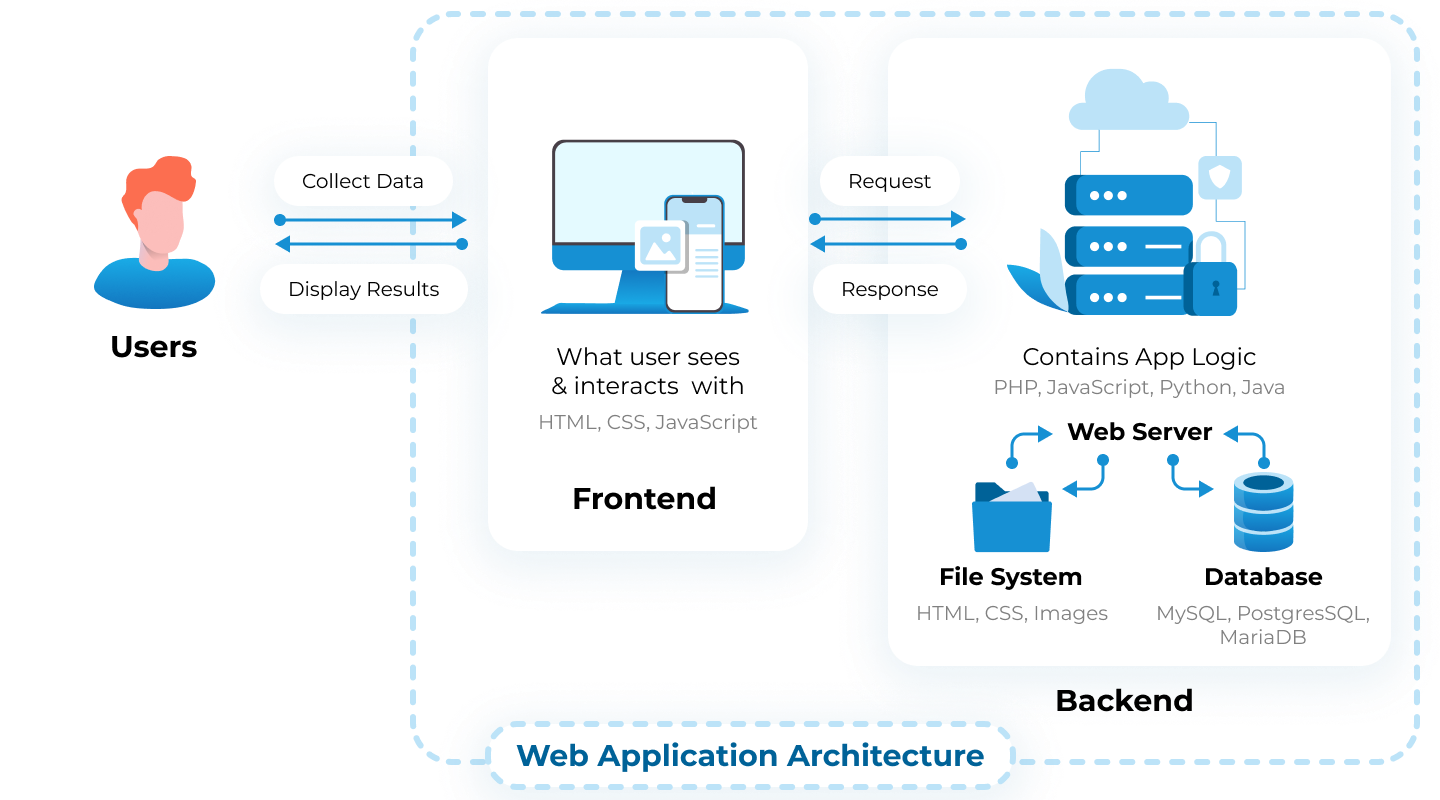 Collect Data
Display Results
Users
What user sees
& interacts with
HTML, CSS, JavaScript
Frontend
Request
Response
Contains App Logic
PHP, JavaScript, Python, Java
Web Server
File System
HTML, CSS, Images
Database
MySQL, PostgresSQL,
MariaDB
Backend
Web Application Architecture